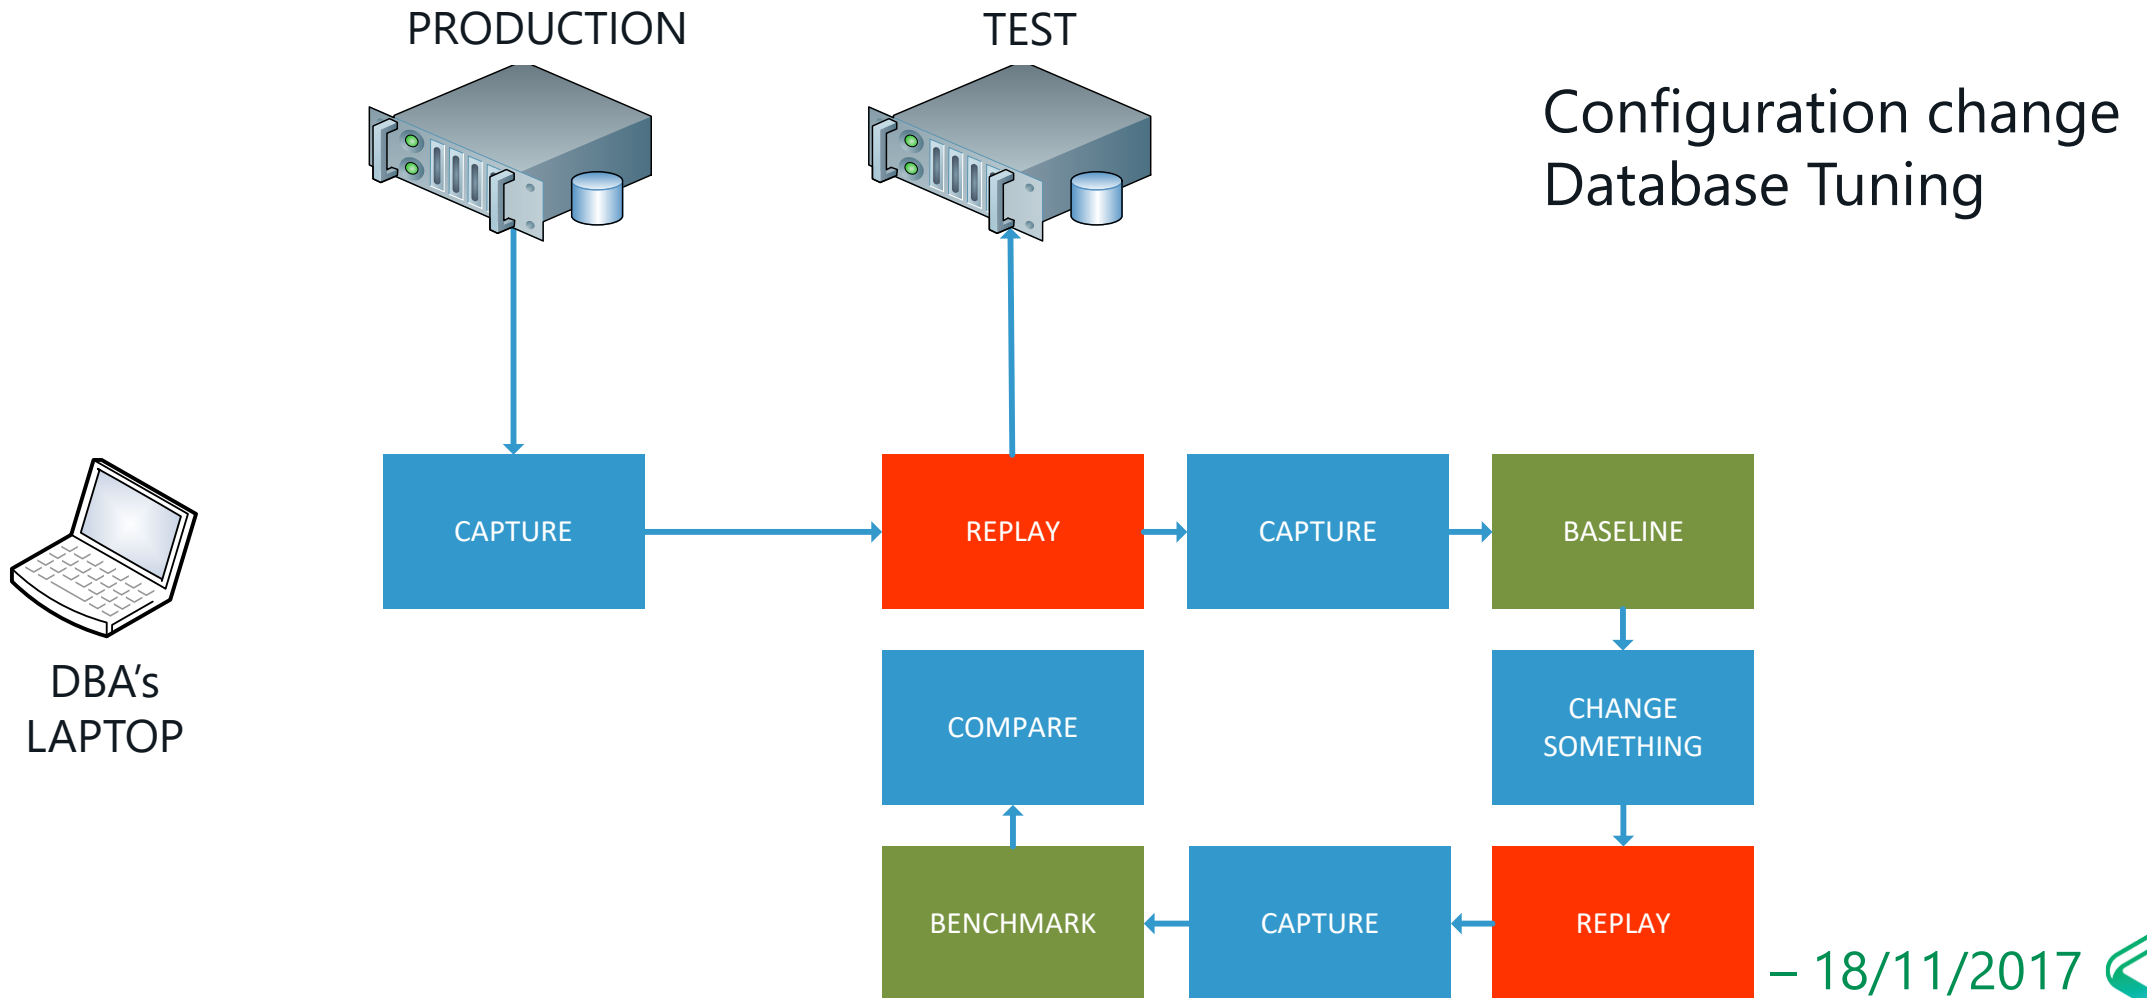 PRODUCTION
TEST
Configuration change
Database Tuning
CAPTURE
REPLAY
CAPTURE
BASELINE
DBA‘s
LAPTOP
COMPARE
CHANGE
SOMETHING
BENCHMARK
CAPTURE
REPLAY
– 18/11/2017